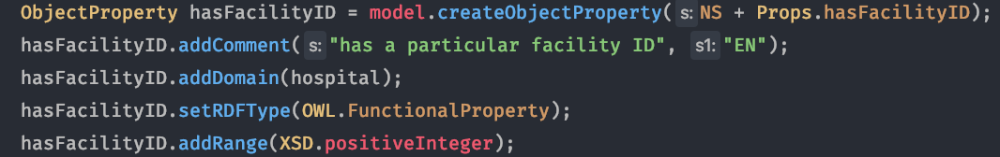 ObjectProperty hasFacilityID = model.createObjectProperty( s: NS + Props.hasFacilityID);
hasFacilityID.addComment( s: "has a particular facility ID", s1: "EN");
hasFacilityID.addDomain(hospital);
hasFacilityID.setRDFType(OWL.FunctionalProperty);
hasFacilityID.addRange(XSD.positiveInteger);